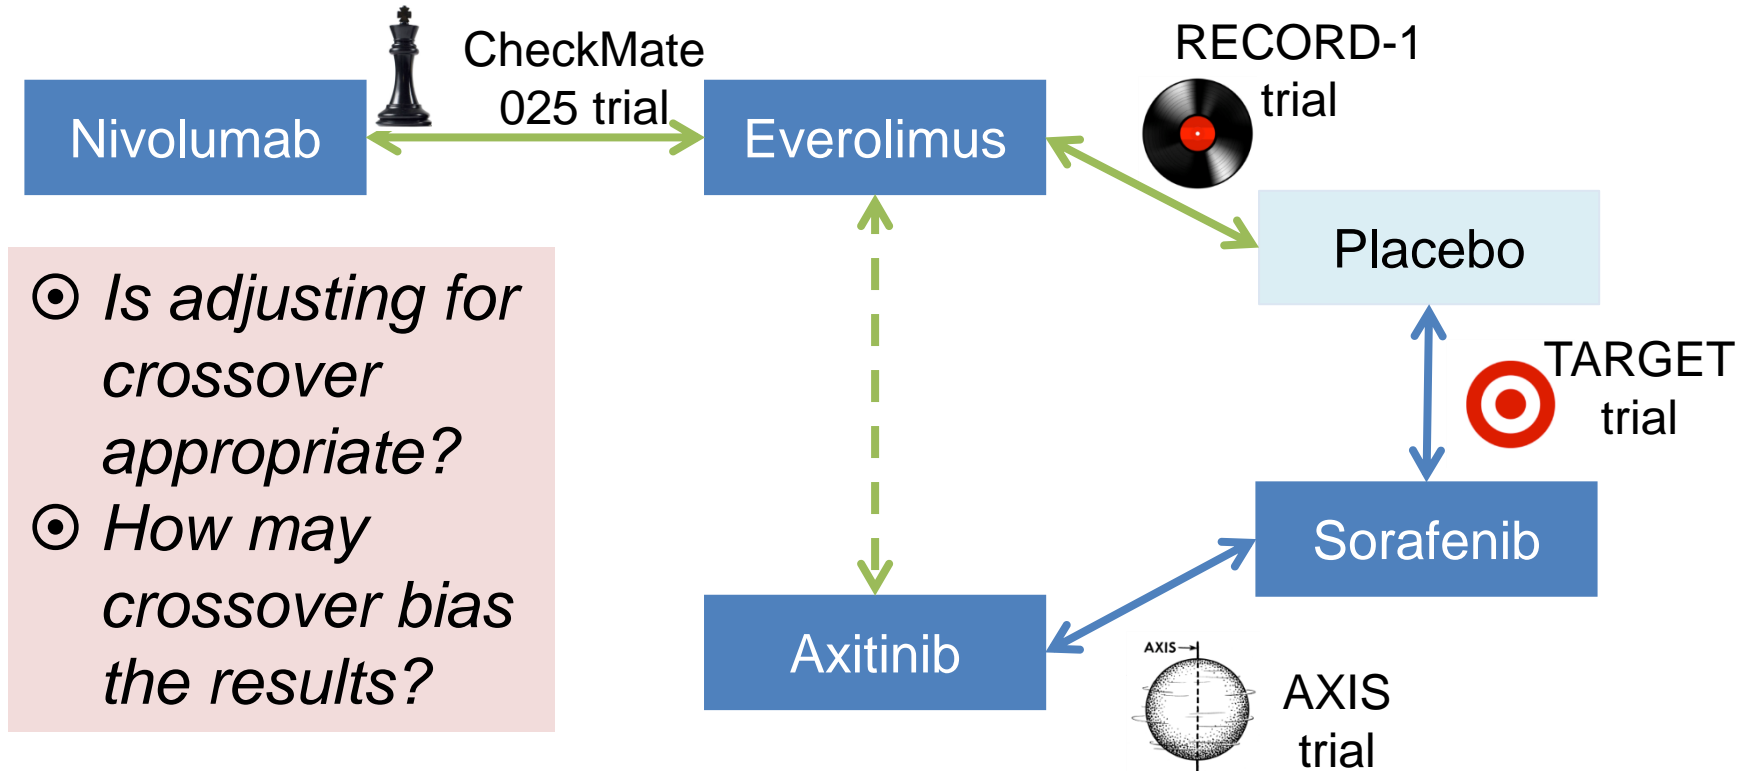 CheckMate
025 trial
RECORD-1
trial
Nivolumab
Everolimus
Placebo
Is adjusting for
crossover
appropriate?
How may
crossover bias
the results?
TARGET
trial
Sorafenib
Axitinib
AXIS
AXIS
trial